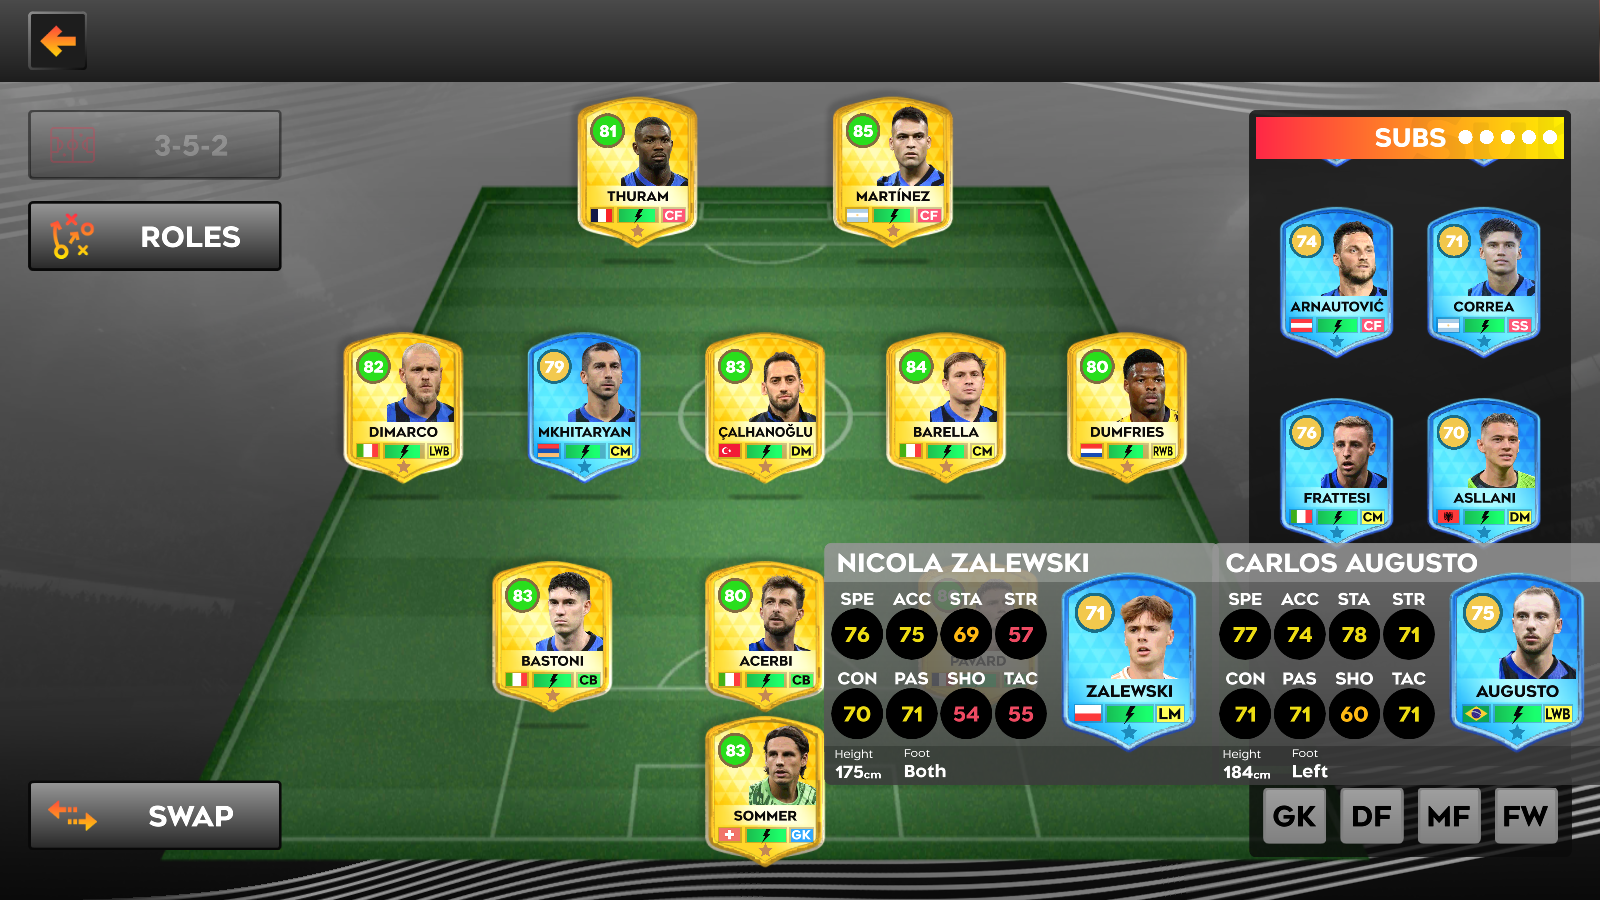 3-5-2
ROLES
SWAP
81
THURAM
CF
85
MARTÍNEZ
CF
82
DIMARCO
LWB
79
MKHITARYAN
CM
83
ÇALHANOĞLU
DM
84
BARELLA
CM
80
DUMFRIES
RWB
83
BASTONI
CB
80
ACERBI
CB
PAVARD
83
SOMMER
GK
SUBS
74
ARNAUTOVIĆ
CF
71
CORREA
SS
76
FRATTESI
CM
70
ASLLANI
DM
NICOLA ZALEWSKI
SPE ACC STA STR
76 75 69 57
CON PAS SHO TAC
70 71 54 55
Height Foot
175cm Both
71
ZALEWSKI
LM
CARLOS AUGUSTO
SPE ACC STA STR
77 74 78 71
CON PAS SHO TAC
71 71 60 71
Height Foot
184cm Left
75
AUGUSTO
LWB
GK DF MF FW